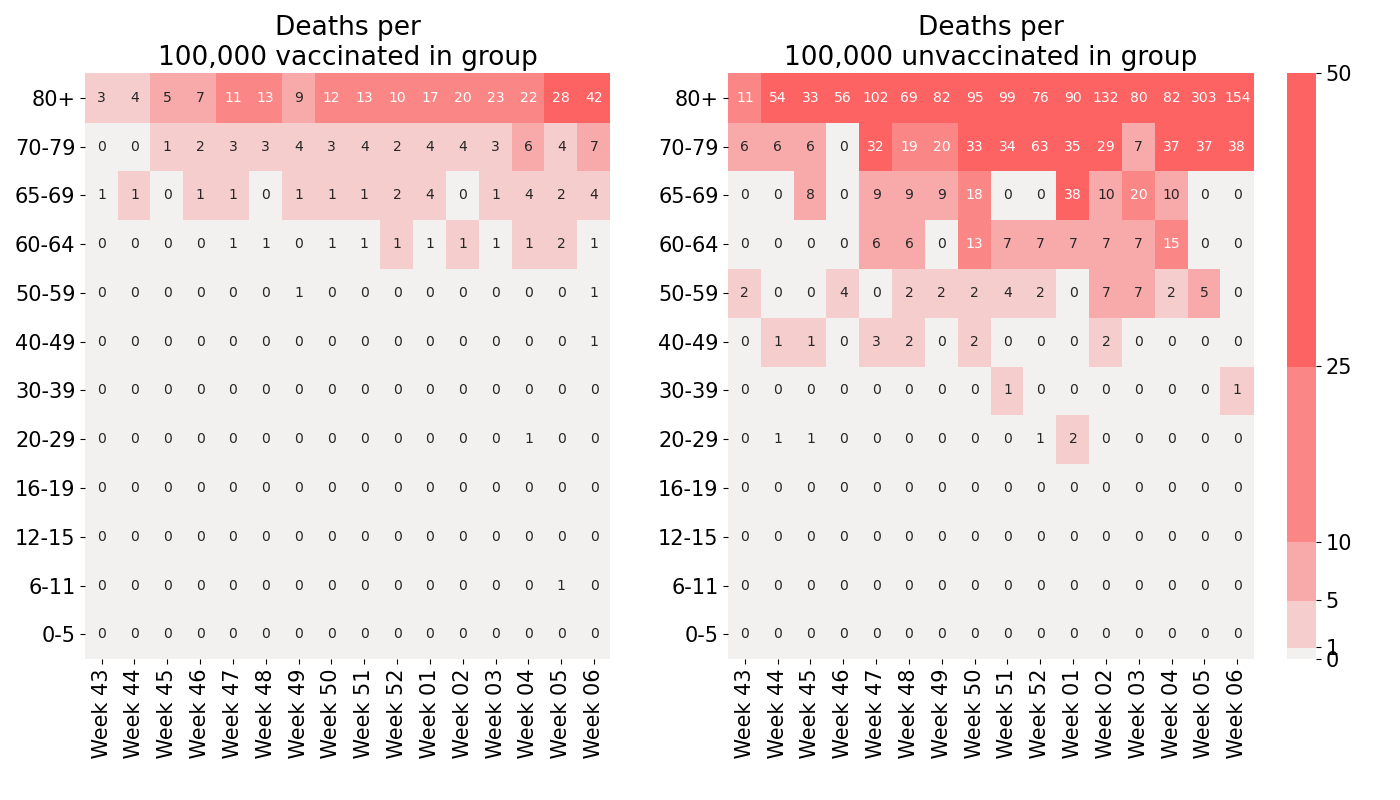 Deaths per
100,000 vaccinated in group
80+ 3 4 5 7 11 13 9 12 13 10 17 20 23 22 28 42
70-79 0 0 1 2 3 3 4 3 4 2 4 4 3 6 4 7
65-69 1 1 0 1 1 0 1 1 1 2 4 0 1 4 2 4
60-64 0 0 0 0 1 1 0 1 1 1 1 1 1 1 2 1
50-59 0 0 0 0 0 0 1 0 0 0 0 0 0 0 0 1
40-49 0 0 0 0 0 0 0 0 0 0 0 0 0 0 0 1
30-39 0 0 0 0 0 0 0 0 0 0 0 0 0 0 0 0
20-29 0 0 0 0 0 0 0 0 0 0 0 0 0 1 0 0
16-19 0 0 0 0 0 0 0 0 0 0 0 0 0 0 0 0
12-15 0 0 0 0 0 0 0 0 0 0 0 0 0 0 0 0
6-11 0 0 0 0 0 0 0 0 0 0 0 0 0 0 1 0
0-5 0 0 0 0 0 0 0 0 0 0 0 0 0 0 0 0
Week 43 Week 44 Week 45 Week 46 Week 47 Week 48 Week 49 Week 50 Week 51 Week 52 Week 01 Week 02 Week 03 Week 04 Week 05 Week 06
Deaths per
100,000 unvaccinated in group
80+ 11 54 33 56 102 69 82 95 99 76 90 132 80 82 303 154
70-79 6 6 6 0 32 19 20 33 34 63 35 29 7 37 37 38
65-69 0 0 8 0 9 9 9 18 0 0 38 10 20 10 0 0
60-64 0 0 0 0 6 6 0 13 7 7 7 7 7 15 0 0
50-59 2 0 0 4 0 2 2 2 4 2 0 7 7 2 5 0
40-49 0 1 1 0 3 2 0 2 0 0 0 2 0 0 0 0
30-39 0 0 0 0 0 0 0 0 1 0 0 0 0 0 0 1
20-29 0 1 1 0 0 0 0 0 0 1 2 0 0 0 0 0
16-19 0 0 0 0 0 0 0 0 0 0 0 0 0 0 0 0
12-15 0 0 0 0 0 0 0 0 0 0 0 0 0 0 0 0
6-11 0 0 0 0 0 0 0 0 0 0 0 0 0 0 0 0
0-5 0 0 0 0 0 0 0 0 0 0 0 0 0 0 0 0
Week 43 Week 44 Week 45 Week 46 Week 47 Week 48 Week 49 Week 50 Week 51 Week 52 Week 01 Week 02 Week 03 Week 04 Week 05 Week 06
50
25
10
5
1
0